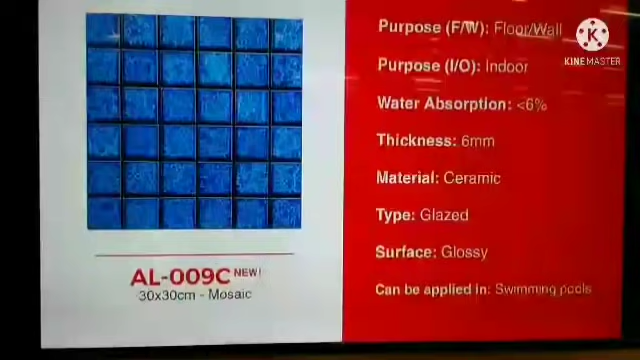 AL-009C NEW!
30x30cm - Mosaic
Purpose (F/W): Floor/Wall
Purpose (I/O): Indoor
Water Absorption: <6%
Thickness: 6mm
Material: Ceramic
Type: Glazed
Surface: Glossy
Can be applied in: Swimming pools
K
KINEMASTER